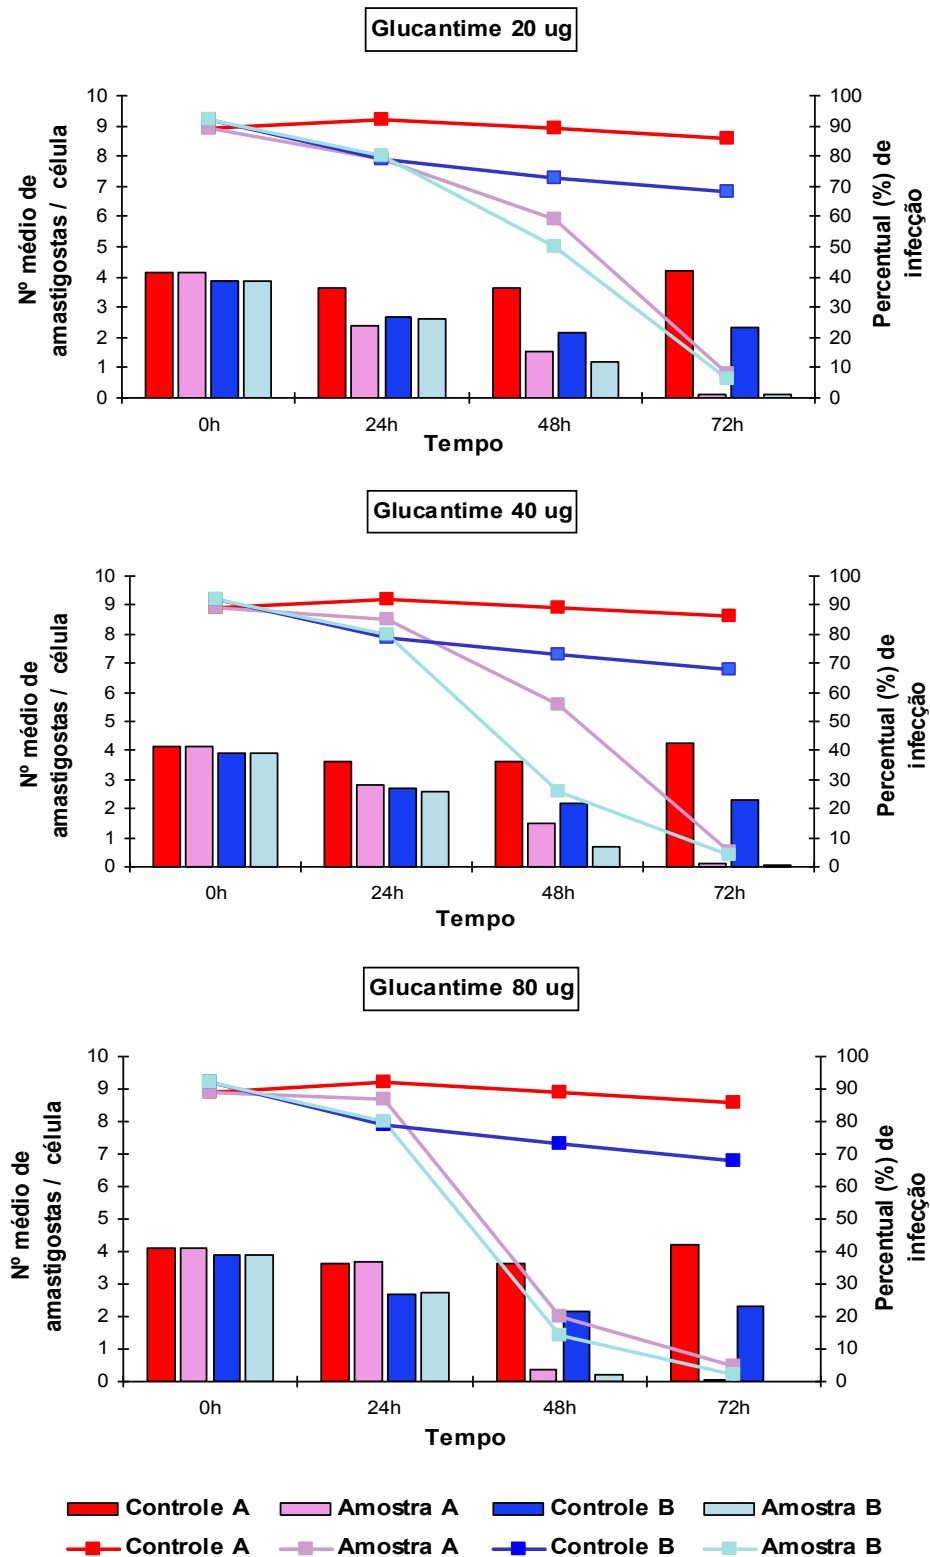 Glucantime 20 ug
Nº médio de
amastigostas / célula
10
9
8
7
6
5
4
3
2
1
0
100
90
80
70
60
50
40
30
20
10
0
Percentual (%) de
infecção
0h 24h 48h 72h
Tempo
Glucantime 40 ug
Nº médio de
amastigostas / célula
10
9
8
7
6
5
4
3
2
1
0
100
90
80
70
60
50
40
30
20
10
0
Percentual (%) de
infecção
0h 24h 48h 72h
Tempo
Glucantime 80 ug
Nº médio de
amastigostas / célula
10
9
8
7
6
5
4
3
2
1
0
100
90
80
70
60
50
40
30
20
10
0
Percentual (%) de
infecção
0h 24h 48h 72h
Tempo
Controle A Amostra A Controle B Amostra B
Controle A Amostra A Controle B Amostra B